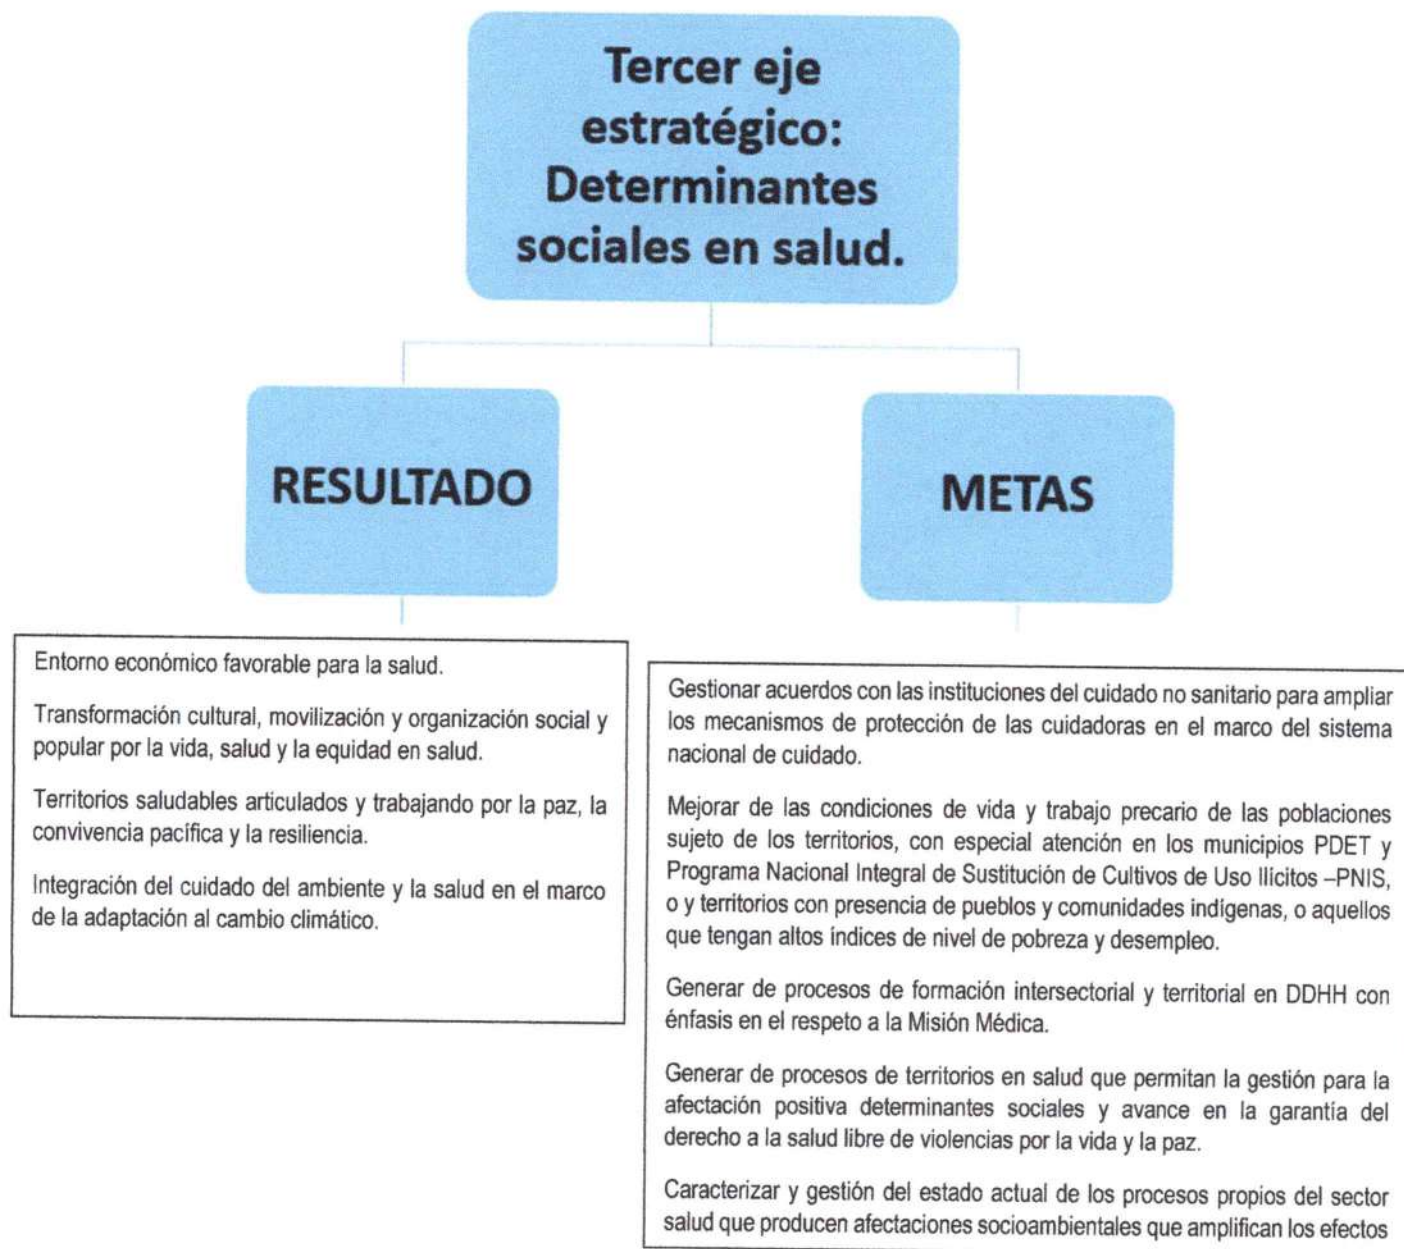 Tercer eje
estratégico:
Determinantes
sociales en salud.
RESULTADO
METAS
Entorno económico favorable para la salud.
Transformación cultural, movilización y organización social y
popular por la vida, salud y la equidad en salud.
Territorios saludables articulados y trabajando por la paz, la
convivencia pacífica y la resiliencia.
Integración del cuidado del ambiente y la salud en el marco
de la adaptación al cambio climático.
Gestionar acuerdos con las instituciones del cuidado no sanitario para ampliar
los mecanismos de protección de las cuidadoras en el marco del sistema
nacional de cuidado.
Mejorar de las condiciones de vida y trabajo precario de las poblaciones
sujeto de los territorios, con especial atención en los municipios PDET y
Programa Nacional Integral de Sustitución de Cultivos de Uso Ilícitos –PNIS,
o y territorios con presencia de pueblos y comunidades indígenas, o aquellos
que tengan altos índices de nivel de pobreza y desempleo.
Generar de procesos de formación intersectorial y territorial en DDHH con
énfasis en el respeto a la Misión Médica.
Generar de procesos de territorios en salud que permitan la gestión para la
afectación positiva determinantes sociales y avance en la garantía del
derecho a la salud libre de violencias por la vida y la paz.
Caracterizar y gestión del estado actual de los procesos propios del sector
salud que producen afectaciones socioambientales que amplifican los efectos